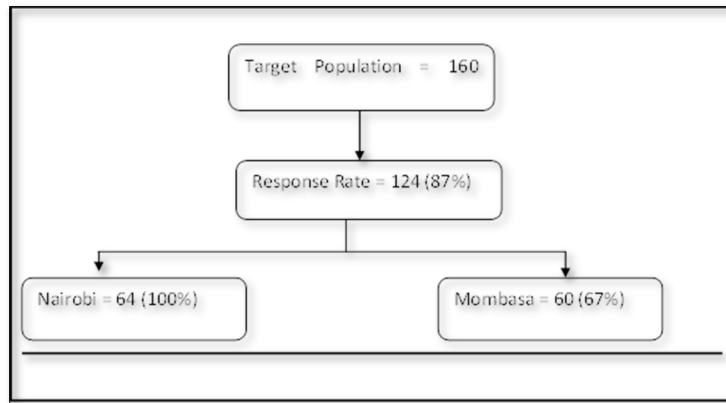 Target Population = 160
Response Rate = 124 (87%)
Nairobi = 64 (100%)
Mombasa = 60 (67%)